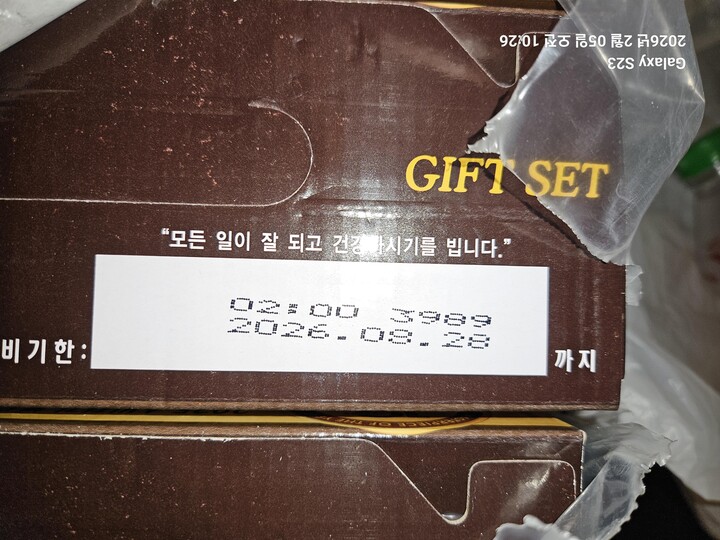 Galaxy S23
2026년 2월 05일 오전 10:26
GIFT SET
“모든 일이 잘 되고 건강하시기를 빕니다.”
02:00 3989
2026.08.28
비기한:
까지